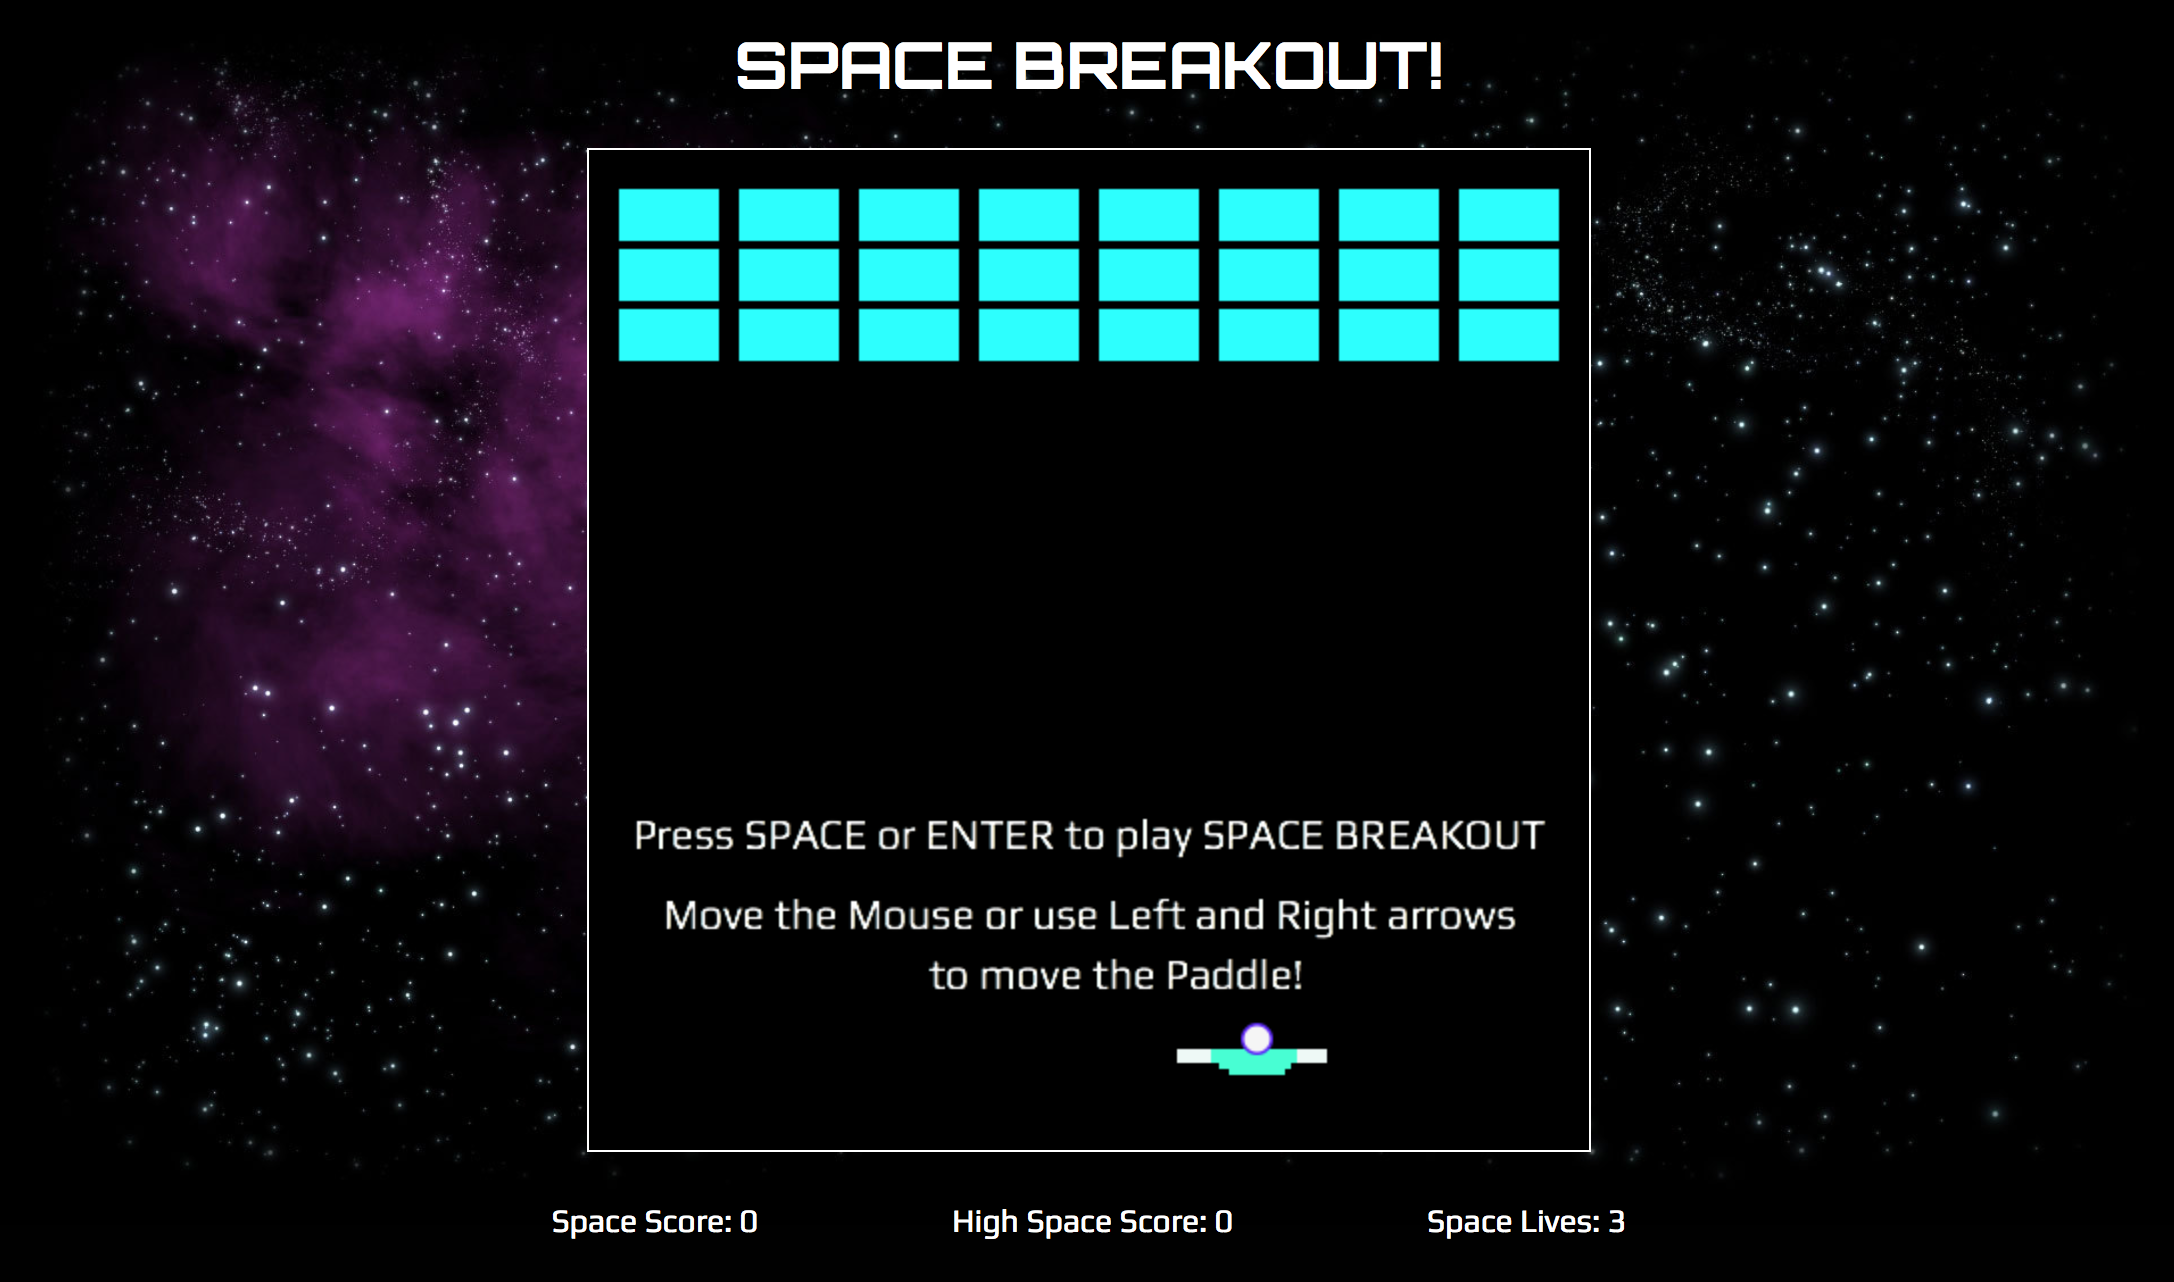 SPACE BREAKOUT!
Press SPACE or ENTER to play SPACE BREAKOUT
Move the Mouse or use Left and Right arrows
to move the Paddle!
Space Score: 0
High Space Score: 0
Space Lives: 3